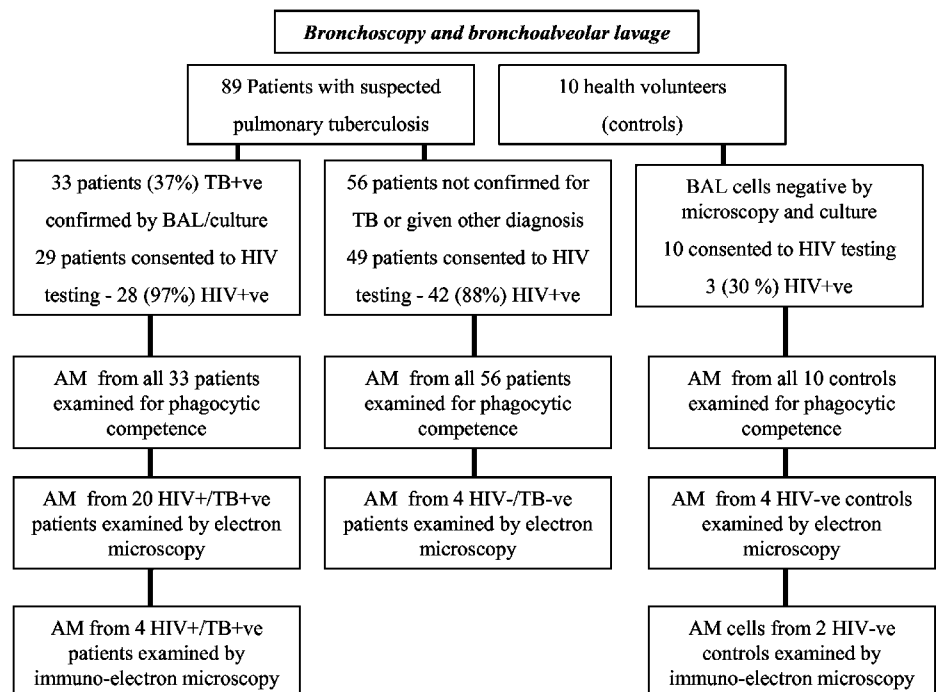 Bronchoscopy and bronchoalveolar lavage
89 Patients with suspected
pulmonary tuberculosis
10 health volunteers
(controls)
33 patients (37%) TB+ve
confirmed by BAL/culture
29 patients consented to HIV
testing - 28 (97%) HIV+ve
56 patients not confirmed for
TB or given other diagnosis
49 patients consented to HIV
testing - 42 (88%) HIV+ve
BAL cells negative by
microscopy and culture
10 consented to HIV testing
3 (30 %) HIV+ve
AM from all 33 patients
examined for phagocytic
competence
AM from all 56 patients
examined for phagocytic
competence
AM from all 10 controls
examined for phagocytic
competence
AM from 20 HIV+/TB+ve
patients examined by electron
microscopy
AM from 4 HIV-/TB-ve
patients examined by electron
microscopy
AM from 4 HIV-ve controls
examined by electron
microscopy
AM from 4 HIV+/TB+ve
patients examined by
immuno-electron microscopy
AM cells from 2 HIV-ve
controls examined by
immuno-electron microscopy